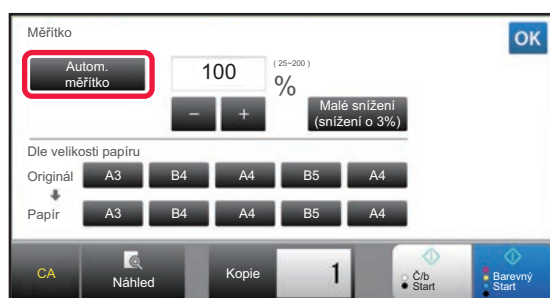 Měřítko
OK
Autom.
měřítko
100
( 25~200 )
%
− +
Malé snížení
(snížení o 3%)
Dle velikosti papíru
Originál A3 B4 A4 B5 A4
Papír A3 B4 A4 B5 A4
CA
Náhled
Kopie
1
Č/b
Start
Barevný
Start